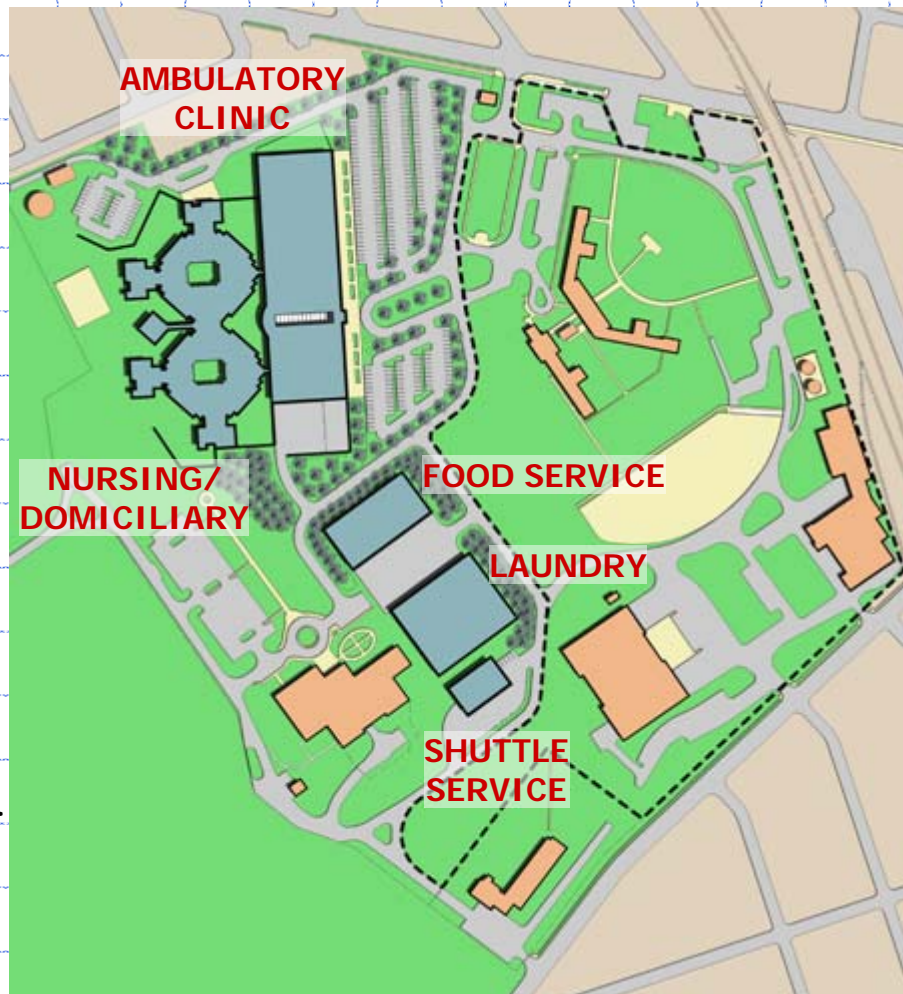 AMBULATORY
CLINIC
NURSING/
DOMICILIARY
FOOD SERVICE
LAUNDRY
SHUTTLE
SERVICE